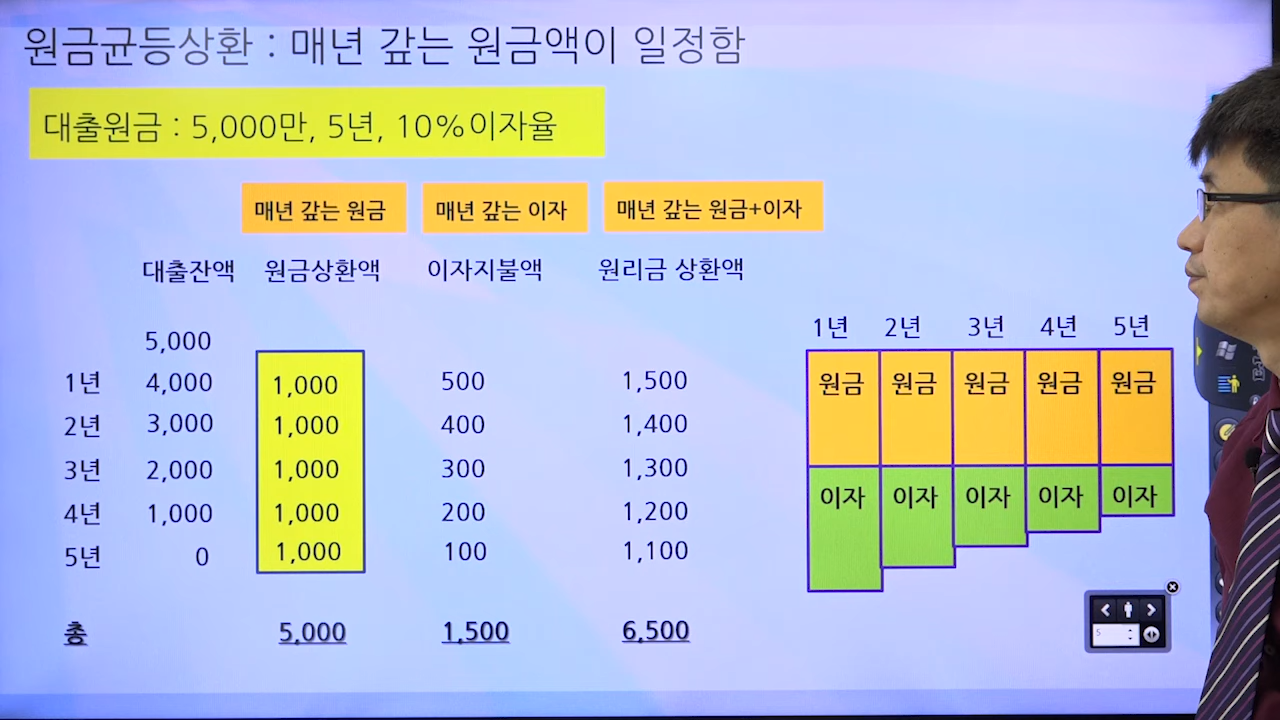 원금균등상환 : 매년 갚는 원금액이 일정함
대출원금 : 5,000만, 5년, 10%이자율
매년 갚는 원금 매년 갚는 이자 매년 갚는 원금+이자
대출잔액 원금상환액 이자지불액 원리금 상환액
5,000
1년 4,000 1,000 500 1,500
2년 3,000 1,000 400 1,400
3년 2,000 1,000 300 1,300
4년 1,000 1,000 200 1,200
5년 0 1,000 100 1,100
총 5,000 1,500 6,500
1년 2년 3년 4년 5년
원금 원금 원금 원금 원금
이자 이자 이자 이자 이자
5